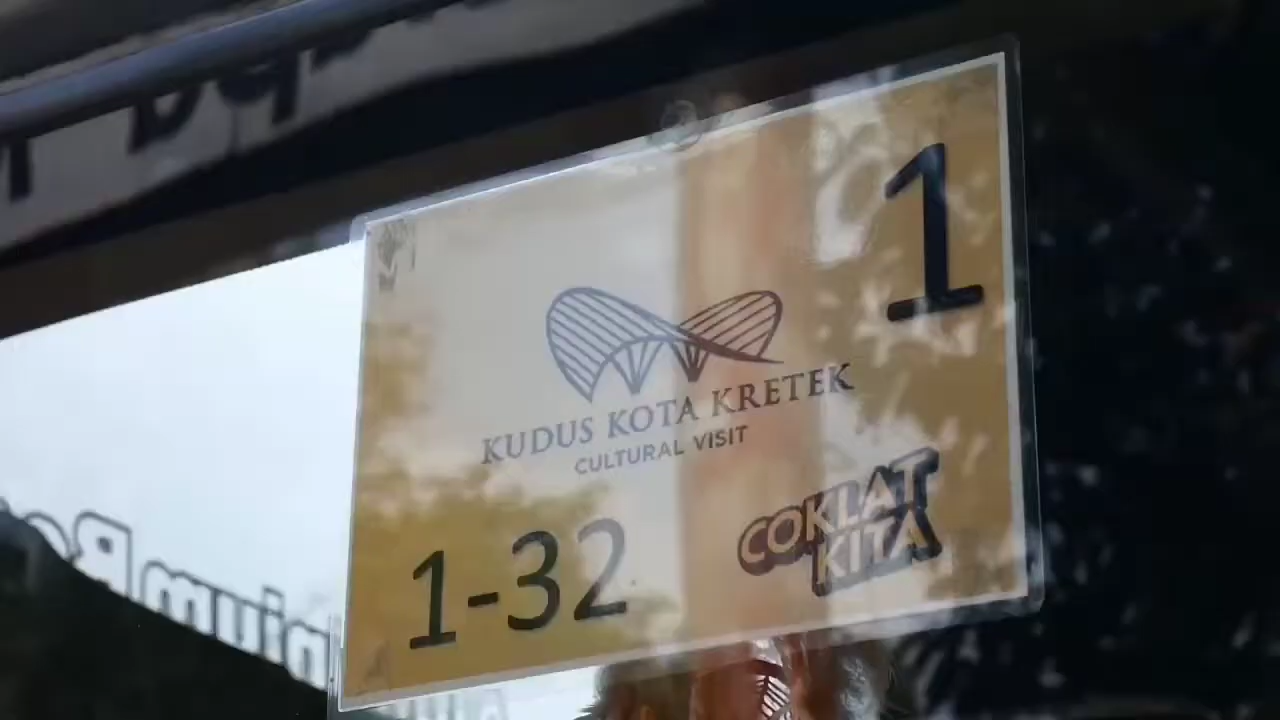 1
KUDUS KOTA KRETEK
CULTURAL VISIT
COKLAT
KITA
1-32